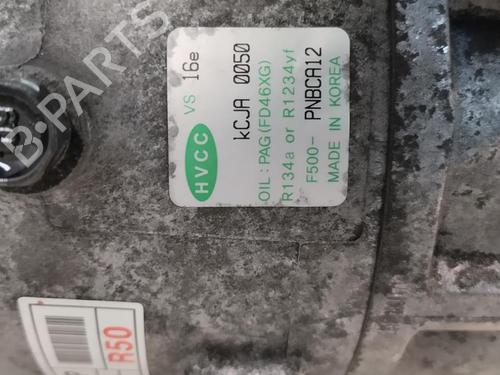 HVCC
VS 16e
kCJA 0050
OIL: PAG(FD46XG)
R134a or R1234yf
F500- PNBCA12
MADE IN KOREA
R50
B-PARTS